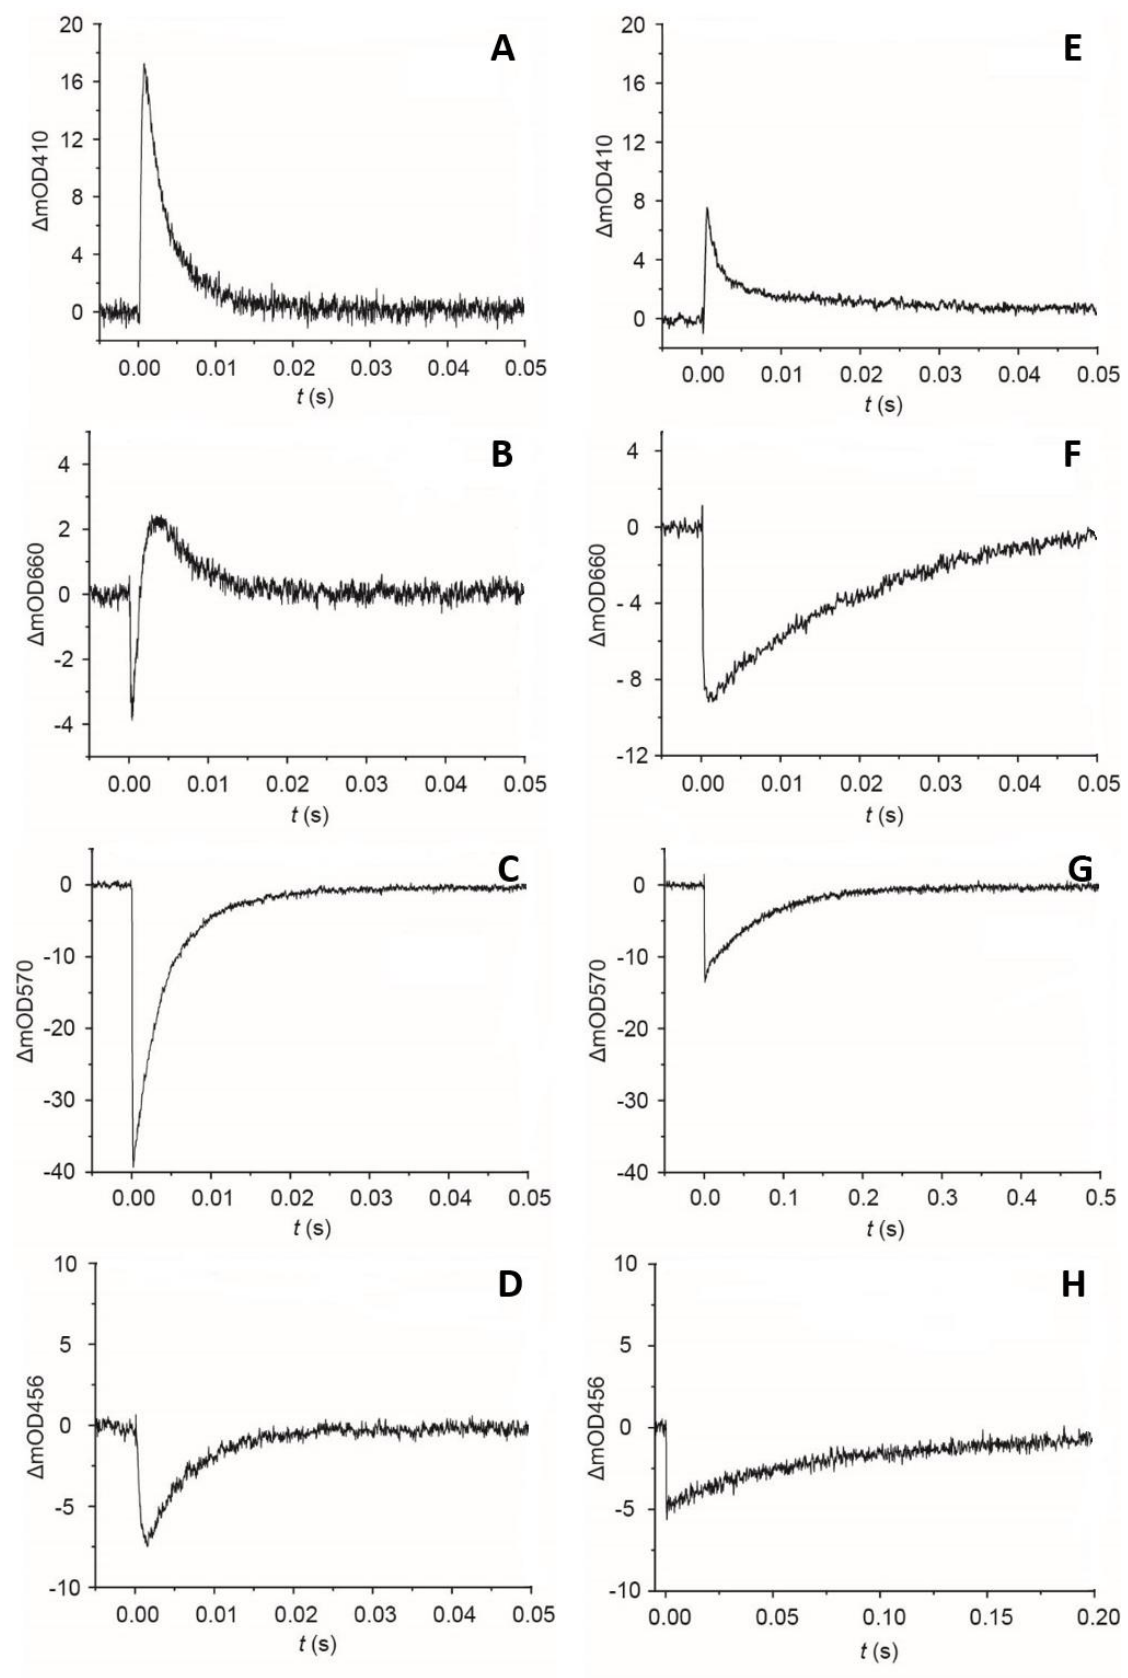 A
ΔmOD410
20
16
12
8
4
0
0.00 0.01 0.02 0.03 0.04 0.05
t (s)
E
ΔmOD410
20
16
12
8
4
0
0.00 0.01 0.02 0.03 0.04 0.05
t (s)
B
ΔmOD660
4
2
0
-2
-4
0.00 0.01 0.02 0.03 0.04 0.05
t (s)
F
ΔmOD660
4
0
- 4
- 8
-12
0.00 0.01 0.02 0.03 0.04 0.05
t (s)
C
ΔmOD570
0
-10
-20
-30
-40
0.00 0.01 0.02 0.03 0.04 0.05
t (s)
G
ΔmOD570
0
-10
-20
-30
-40
0.0 0.1 0.2 0.3 0.4 0.5
t (s)
D
ΔmOD456
10
5
0
-5
-10
0.00 0.01 0.02 0.03 0.04 0.05
t (s)
H
ΔmOD456
10
5
0
-5
-10
0.00 0.05 0.10 0.15 0.20
t (s)